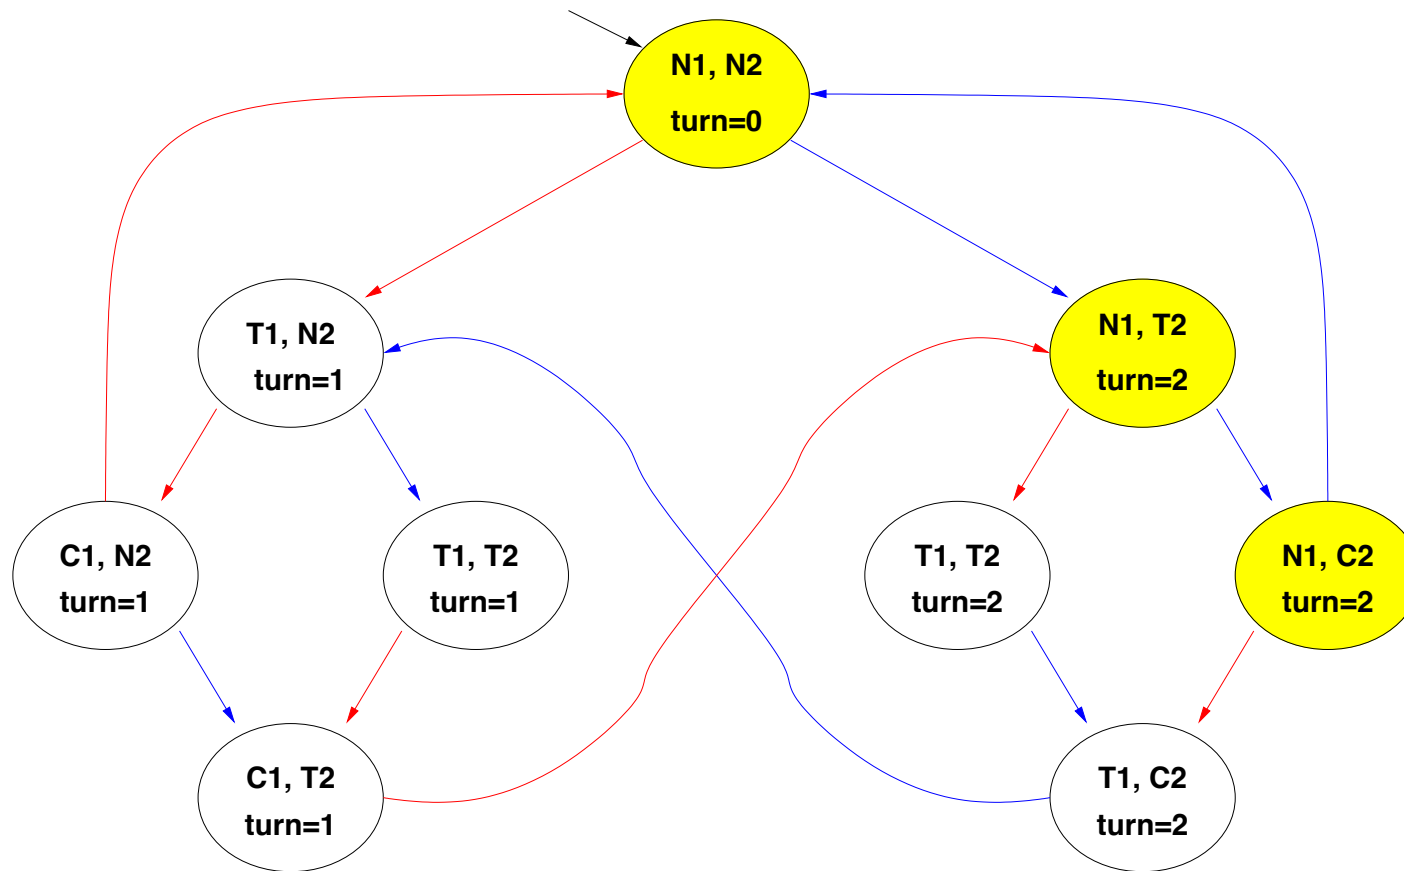 N1, N2
turn=0
T1, N2
turn=1
N1, T2
turn=2
C1, N2
turn=1
T1, T2
turn=1
T1, T2
turn=2
N1, C2
turn=2
C1, T2
turn=1
T1, C2
turn=2